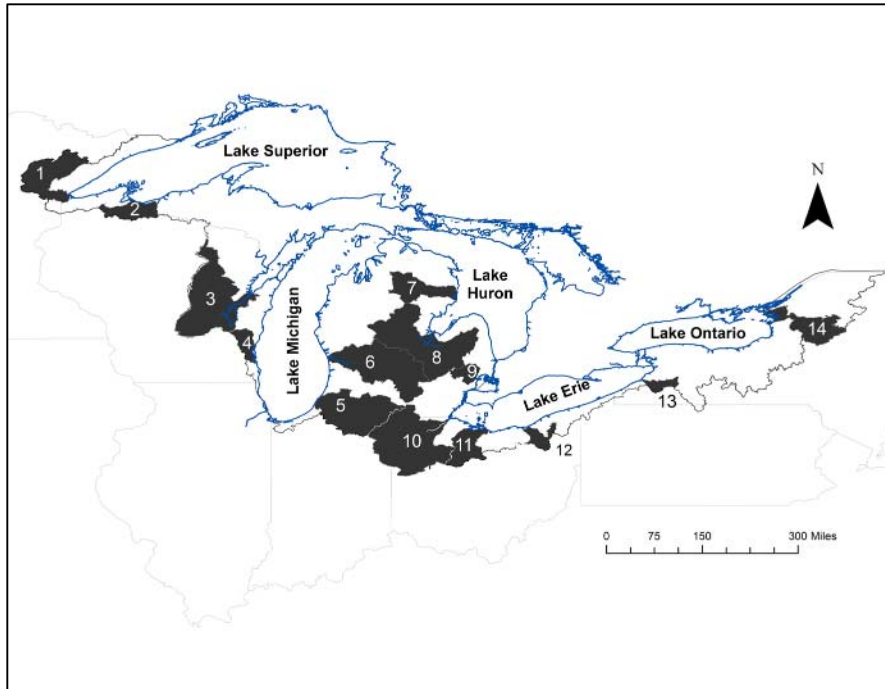 Lake Superior
1
N
2
Lake
Huron
7
3
Lake Ontario
14
4
Lake Michigan
6
8
9
Lake Erie
5
13
10
11
12
0 75 150 300 Miles